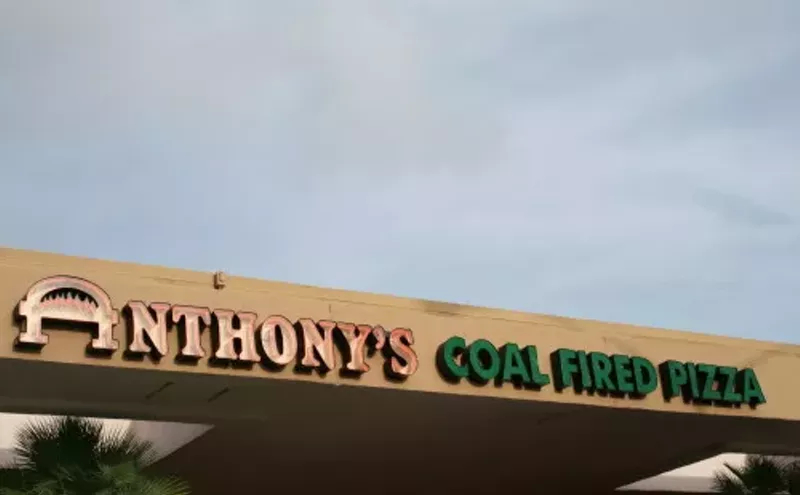 ANTHONY'S COAL FIRED PIZZA